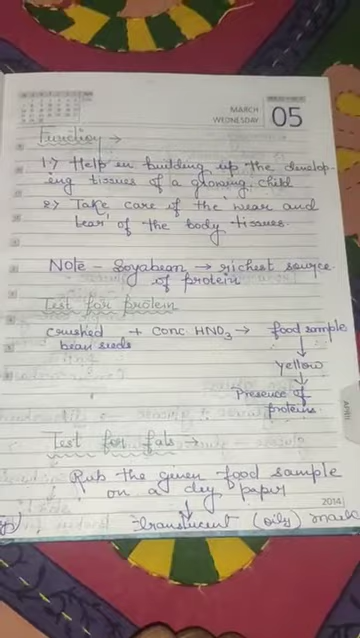 MARCH
WEDNESDAY
05
Function →
1.> Help in building up the develop-
ing tissues of a growing child
2.> Take care of the 'wear and
tear' of the body tissues.
Note - Soyabean → richest source
of protein
Test for protein
crushed + conc. HNO3 → food sample
bean seeds
↓
yellow
↓
Presence of
proteins.
APRIL
Test for fats →
Rub the given food sample
on a dry paper
2014
↓
translucent (oily) mark